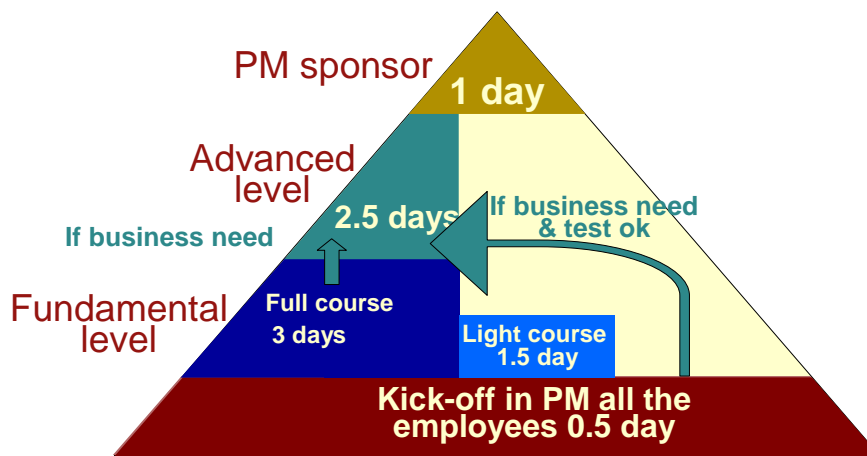 PM sponsor
1 day
Advanced
level
2.5 days
If business need
& test ok
If business need
Fundamental
level
Full course
3 days
Light course
1.5 day
Kick-off in PM all the
employees 0.5 day